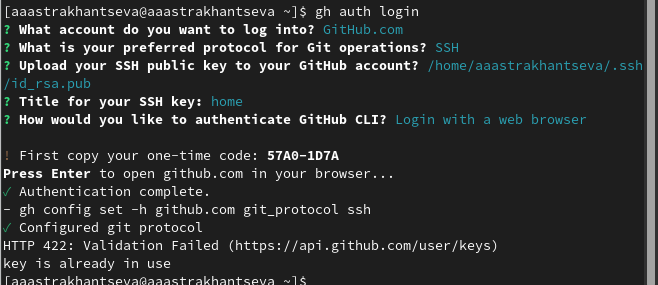 [aaastrakhantseva@aaastrakhantseva ~]$ gh auth login
? What account do you want to log into? GitHub.com
? What is your preferred protocol for Git operations? SSH
? Upload your SSH public key to your GitHub account? /home/aaastrakhantseva/.ssh
/id_rsa.pub
? Title for your SSH key: home
? How would you like to authenticate GitHub CLI? Login with a web browser
! First copy your one-time code: 57A0-1D7A
Press Enter to open github.com in your browser...
✓ Authentication complete.
- gh config set -h github.com git_protocol ssh
✓ Configured git protocol
HTTP 422: Validation Failed (https://api.github.com/user/keys)
key is already in use
[aaastrakhantseva@aaastrakhantseva ~]$